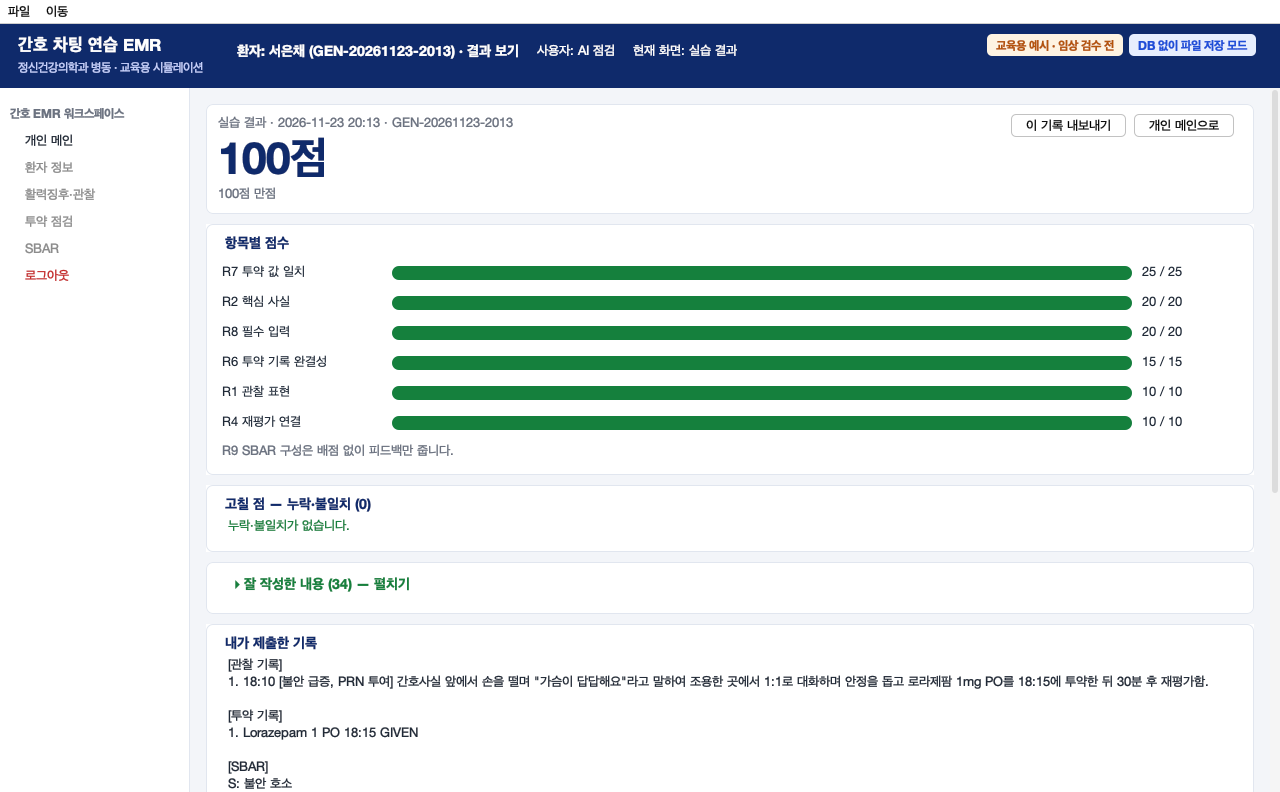 파일 이동
간호 차팅 연습 EMR
정신건강의학과 병동 · 교육용 시뮬레이션
환자: 서은체 (GEN-20261123-2013) · 결과 보기 사용자: AI 점검 현재 화면: 실습 결과
교육용 예시 · 임상 검수 전 DB 없이 파일 저장 모드
간호 EMR 워크스페이스
개인 메인
환자 정보
활력징후·관찰
투약 점검
SBAR
로그아웃
실습 결과 · 2026-11-23 20:13 · GEN-20261123-2013
이 기록 내보내기 개인 메인으로
100점
100점 만점
항목별 점수
R7 투약 값 일치 25 / 25
R2 핵심 사실 20 / 20
R8 필수 입력 20 / 20
R6 투약 기록 완결성 15 / 15
R1 관찰 표현 10 / 10
R4 재평가 연결 10 / 10
R9 SBAR 구성은 배점 없이 피드백만 줍니다.
고칠 점 — 누락·불일치 (0)
누락·불일치가 없습니다.
잘 작성한 내용 (34) — 펼치기
내가 제출한 기록
[관찰 기록]
1. 18:10 [불안 급증, PRN 투여] 간호사실 앞에서 손을 떨며 "가슴이 답답해요"라고 말하여 조용한 곳에서 1:1로 대화하며 안정을 돕고 로라제팜 1mg PO를 18:15에 투약한 뒤 30분 후 재평가함.
[투약 기록]
1. Lorazepam 1 PO 18:15 GIVEN
[SBAR]
S: 불안 호소